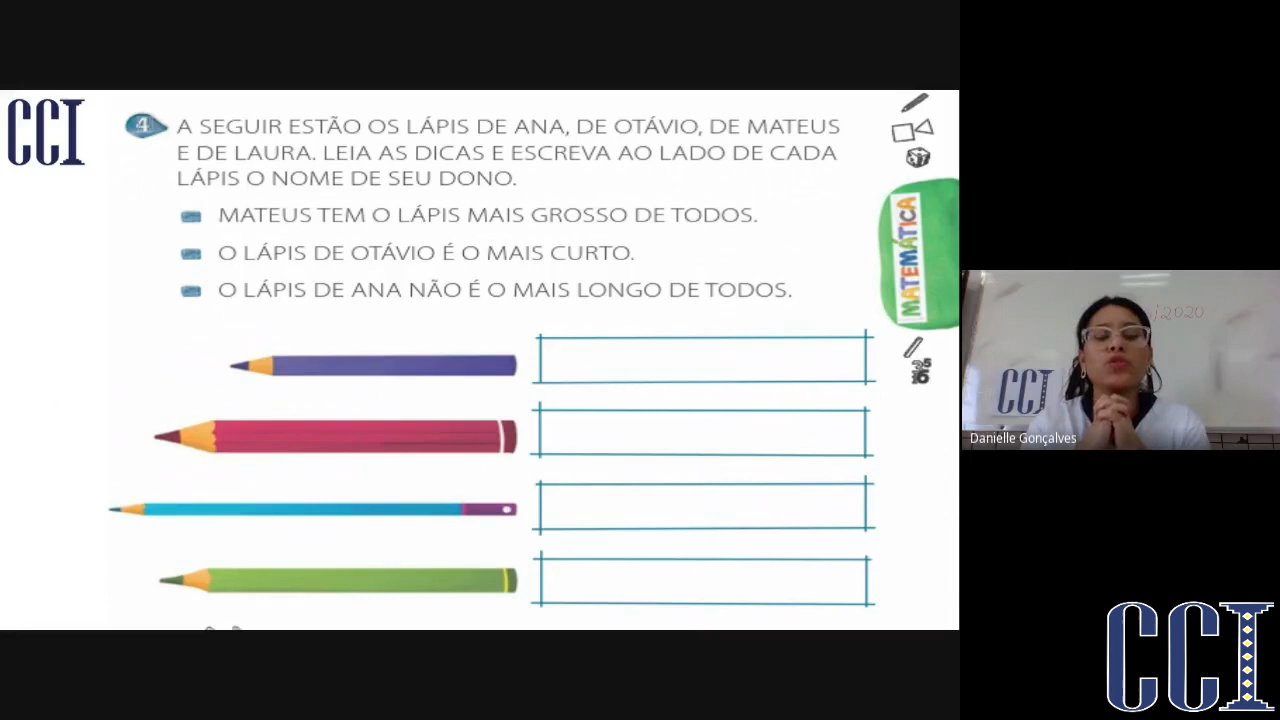 CCI
4
A SEGUIR ESTÃO OS LÁPIS DE ANA, DE OTÁVIO, DE MATEUS
E DE LAURA. LEIA AS DICAS E ESCREVA AO LADO DE CADA
LÁPIS O NOME DE SEU DONO.
MATEUS TEM O LÁPIS MAIS GROSSO DE TODOS.
O LÁPIS DE OTÁVIO É O MAIS CURTO.
O LÁPIS DE ANA NÃO É O MAIS LONGO DE TODOS.
MATEMÁTICA
/2020
CCI
Danielle Gonçalves
CCI